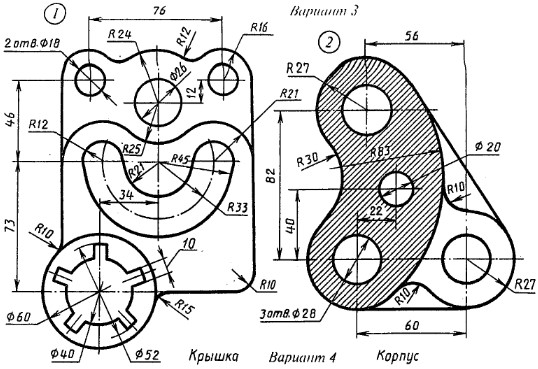 Вариант 3
1
76
R24
R12
R16
2 отв. Ф18
Ф26
12
46
R12
R25
R21
R45
R21
34
R33
73
R10
10
R10
R15
Ф60
Ф40
Ф52
Крышка
2
56
R27
R30
R83
Ф20
82
R10
40
22
R10
R27
3 отв. Ф28
60
Вариант 4
Корпус